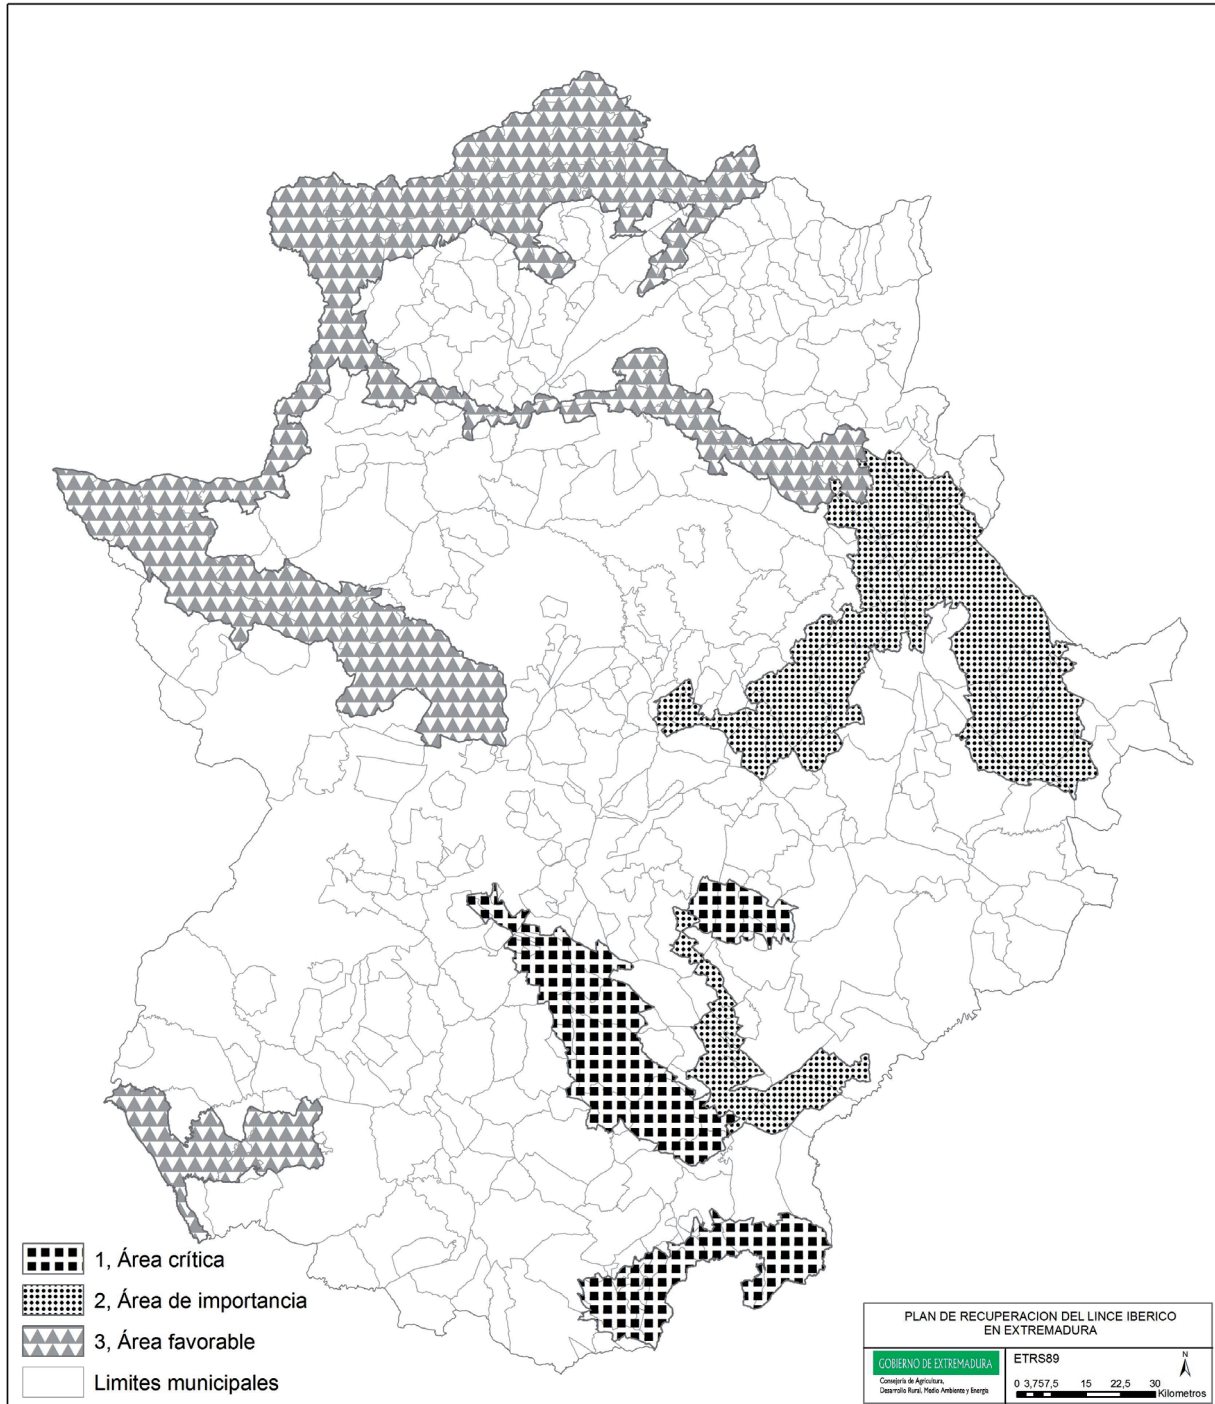 1, Área crítica
2, Área de importancia
3, Área favorable
Limites municipales
PLAN DE RECUPERACION DEL LINCE IBERICO
EN EXTREMADURA
GOBIERNO DE EXTREMADURA
Consejería de Agricultura,
Desarrollo Rural, Medio Ambiente y Energía
ETRS89
N
0 3,757,5 15 22,5 30
Kilometros